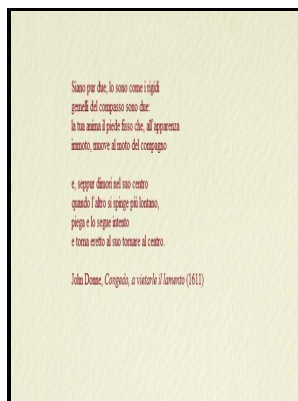 Siano pur due, lo sono come i rigidi
gemelli del compasso sono due:
la tua anima il piede fisso che, all'apparenza
immoto, muove al moto del compagno
e, seppur dimori nel suo centro
quando l'altro si spinge più lontano,
piega e lo segue intento
e torna eretto al suo tornare al centro.
John Donne, Congedo, a vietarle il lamento (1611)